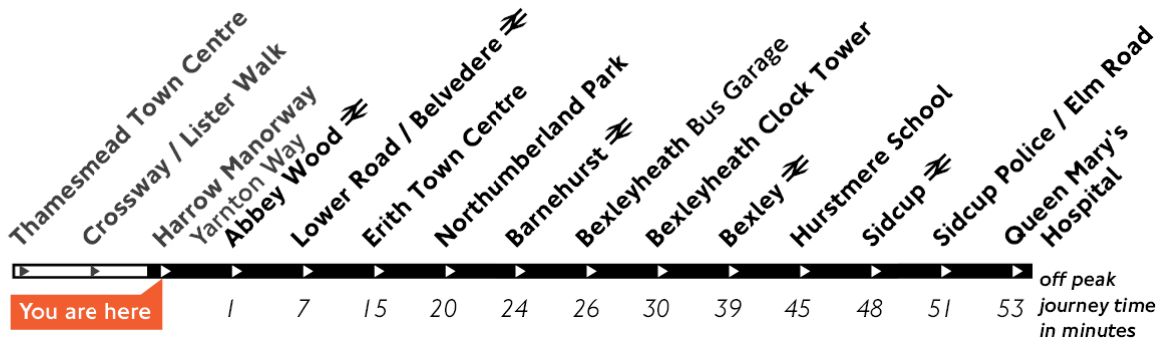 Thamesmead Town Centre
Crossway / Lister Walk
Harrow Manorway
Yarnton Way
Abbey Wood
Lower Road / Belvedere
Erith Town Centre
Northumberland Park
Barnehurst
Bexleyheath Bus Garage
Bexleyheath Clock Tower
Bexley
Hurstmere School
Sidcup
Sidcup Police / Elm Road
Queen Mary's
Hospital
You are here
1 7 15 20 24 26 30 39 45 48 51 53
off peak
journey time
in minutes